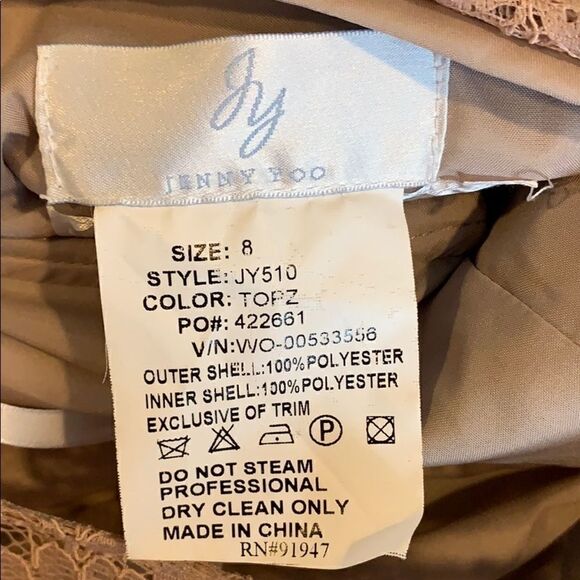 Jy
JENNY YOO
SIZE: 8
STYLE: JY510
COLOR: TOPZ
PO#: 422661
V/N:WO-00533556
OUTER SHELL:100%POLYESTER
INNER SHELL:100%POLYESTER
EXCLUSIVE OF TRIM
P
DO NOT STEAM
PROFESSIONAL
DRY CLEAN ONLY
MADE IN CHINA
RN#91947